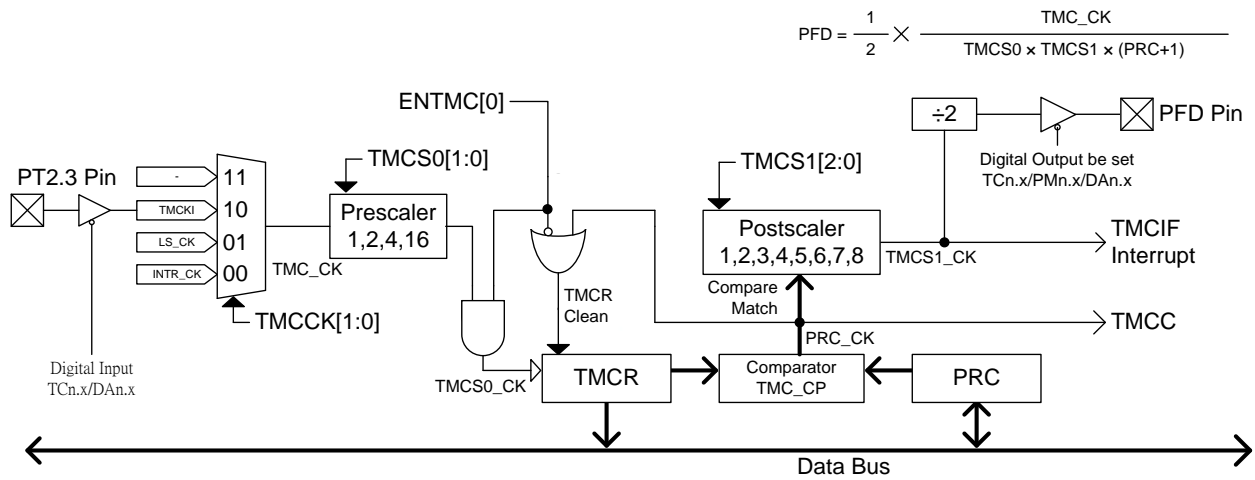 PFD = 1 / 2 × TMC_CK / TMCS0 × TMCS1 × (PRC+1)
ENTMC[0]
÷2
PFD Pin
TMCS0[1:0]
TMCS1[2:0]
Digital Output be set
TCn.x/PMn.x/DAn.x
PT2.3 Pin
-
11
TMCKI
10
LS_CK
01
INTR_CK
00
TMC_CK
Prescaler
1,2,4,16
Postscaler
1,2,3,4,5,6,7,8
TMCS1_CK
TMCIF
Interrupt
TMCR
Clean
Compare
Match
TMCCK[1:0]
PRC_CK
TMCC
Digital Input
TCn.x/DAn.x
TMCS0_CK
TMCR
Comparator
TMC_CP
PRC
Data Bus